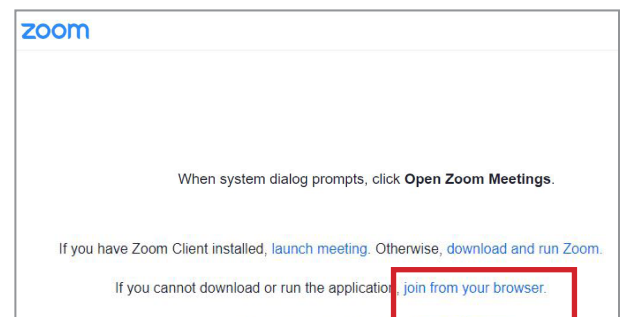 zoom
When system dialog prompts, click Open Zoom Meetings.
If you have Zoom Client installed, launch meeting. Otherwise, download and run Zoom.
If you cannot download or run the application, join from your browser.